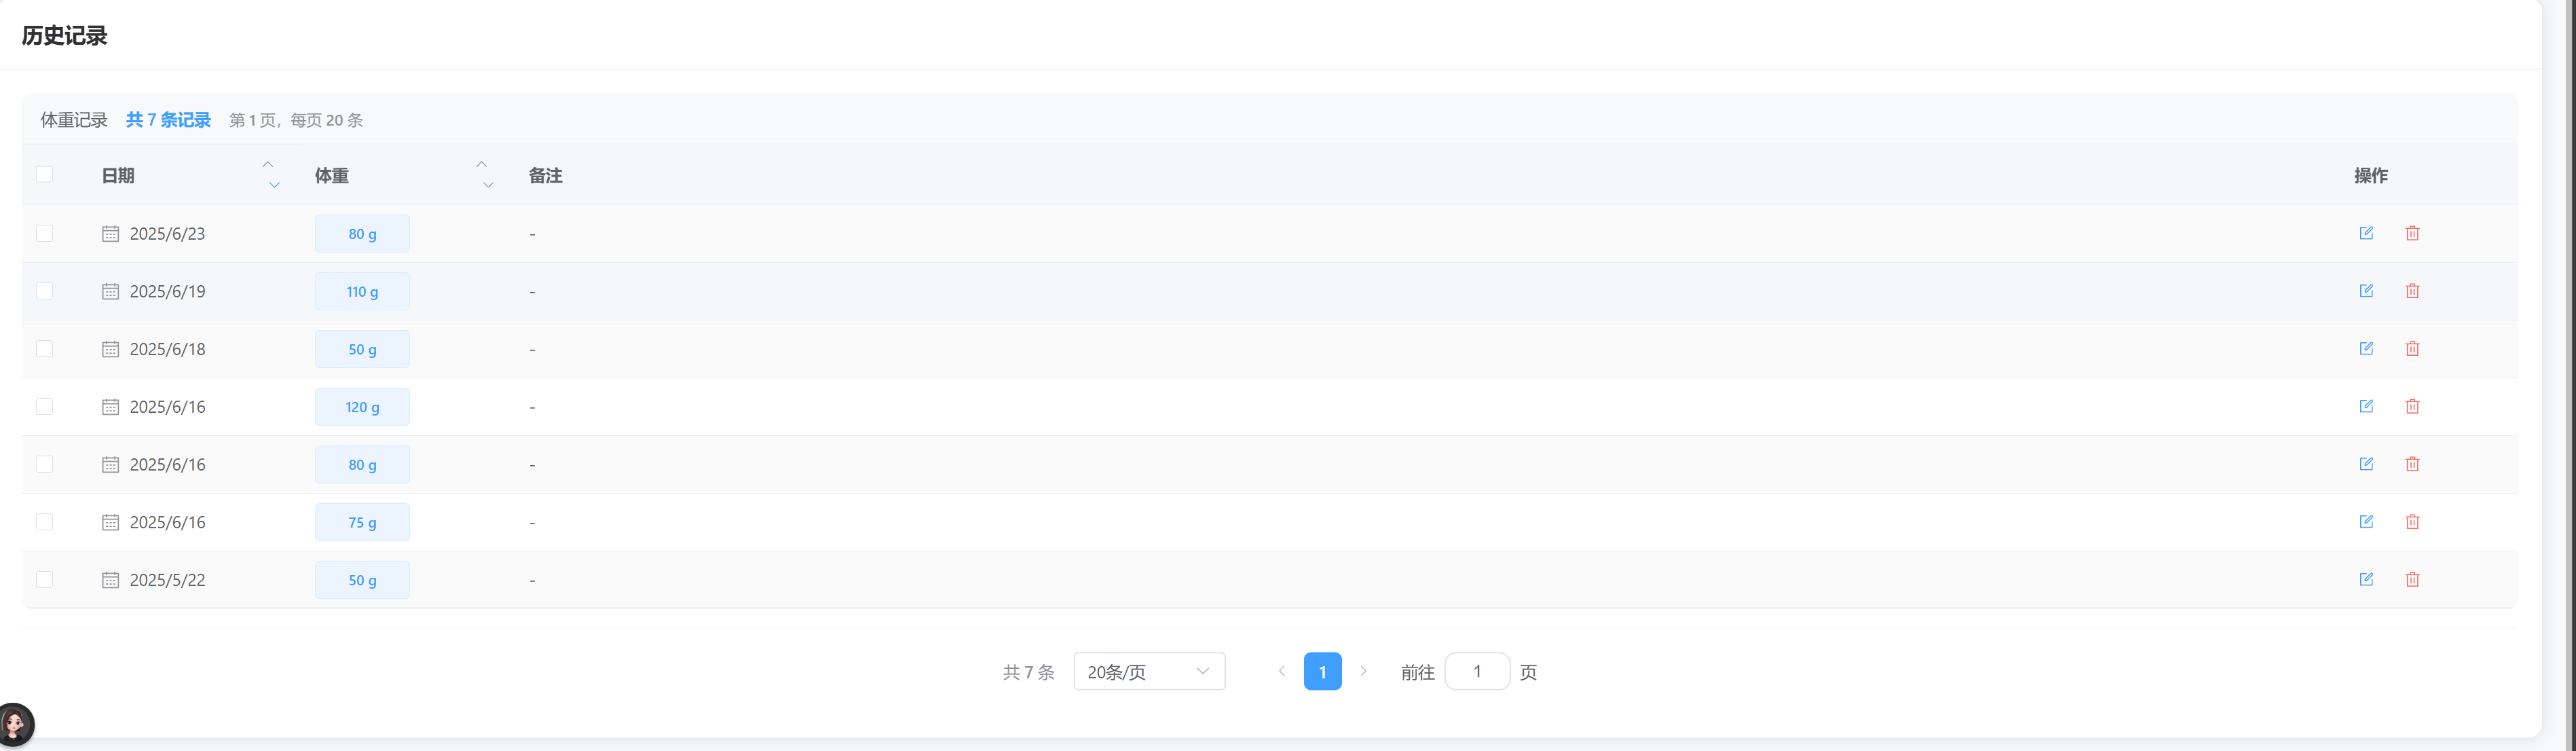 历史记录
体重记录 共 7 条记录 第 1 页，每页 20 条
日期 体重 备注 操作
2025/6/23 80 g -
2025/6/19 110 g -
2025/6/18 50 g -
2025/6/16 120 g -
2025/6/16 80 g -
2025/6/16 75 g -
2025/5/22 50 g -
共 7 条 20条/页 1 前往 1 页